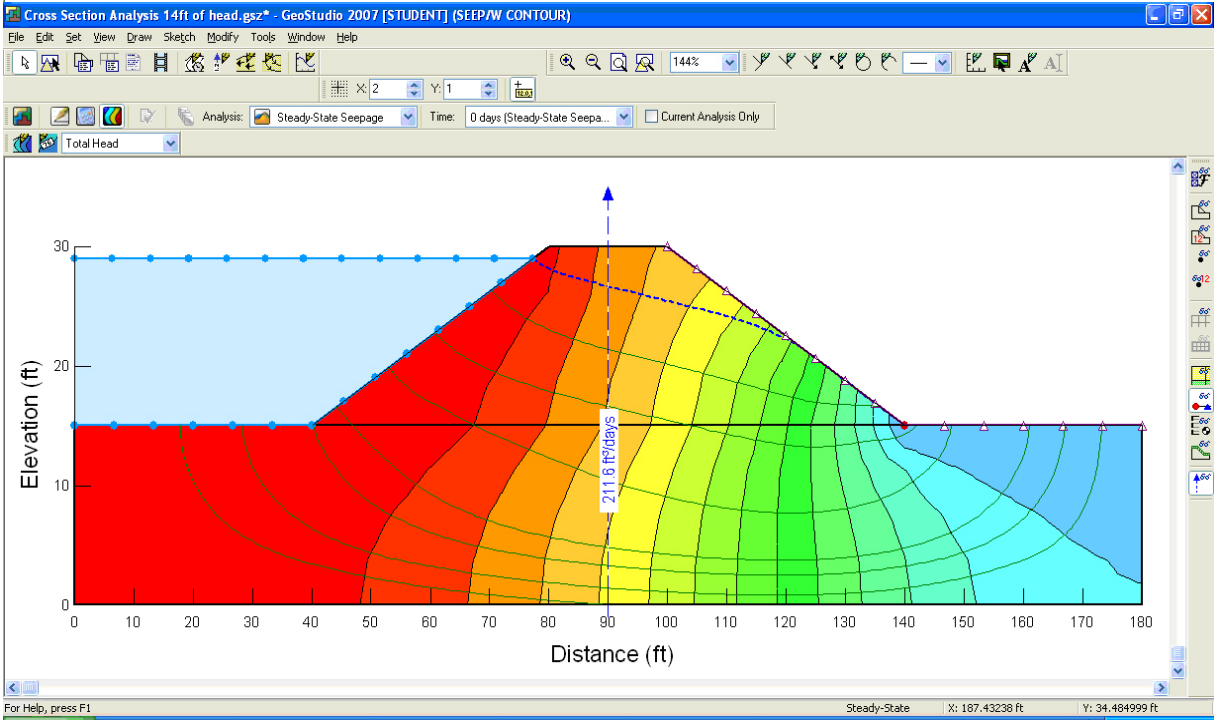 Cross Section Analysis 14ft of head.gsz* - GeoStudio 2007 [STUDENT] (SEEP/W CONTOUR)
File Edit Set View Draw Sketch Modify Tools Window Help
144%
X: 2 Y: 1
12,0,1
Analysis: Steady-State Seepage Time: 0 days (Steady-State Seepa... Current Analysis Only
Total Head
30
20
10
0
Elevation (ft)
211.6 ft³/days
0 10 20 30 40 50 60 70 80 90 100 110 120 130 140 150 160 170 180
Distance (ft)
For Help, press F1 Steady-State X: 187.43238 ft Y: 34.484999 ft